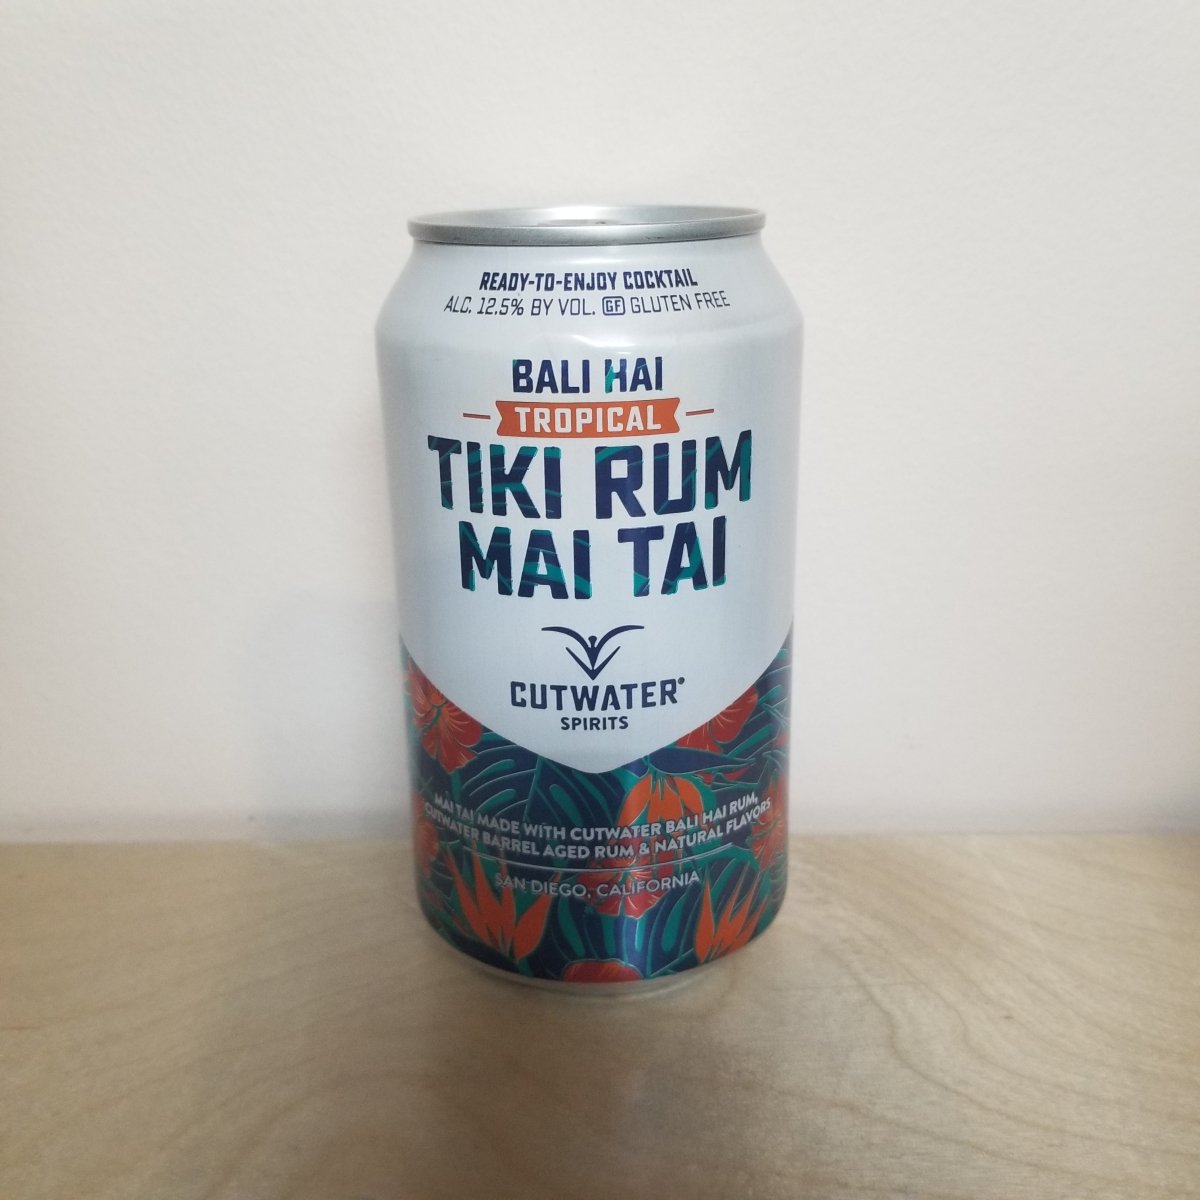 READY-TO-ENJOY COCKTAIL
ALC. 12.5% BY VOL. GF GLUTEN FREE
BALI HAI
TROPICAL
TIKI RUM
MAI TAI
CUTWATER®
SPIRITS
MAI TAI MADE WITH CUTWATER BALI HAI RUM,
CUTWATER BARREL AGED RUM & NATURAL FLAVORS
SAN DIEGO, CALIFORNIA